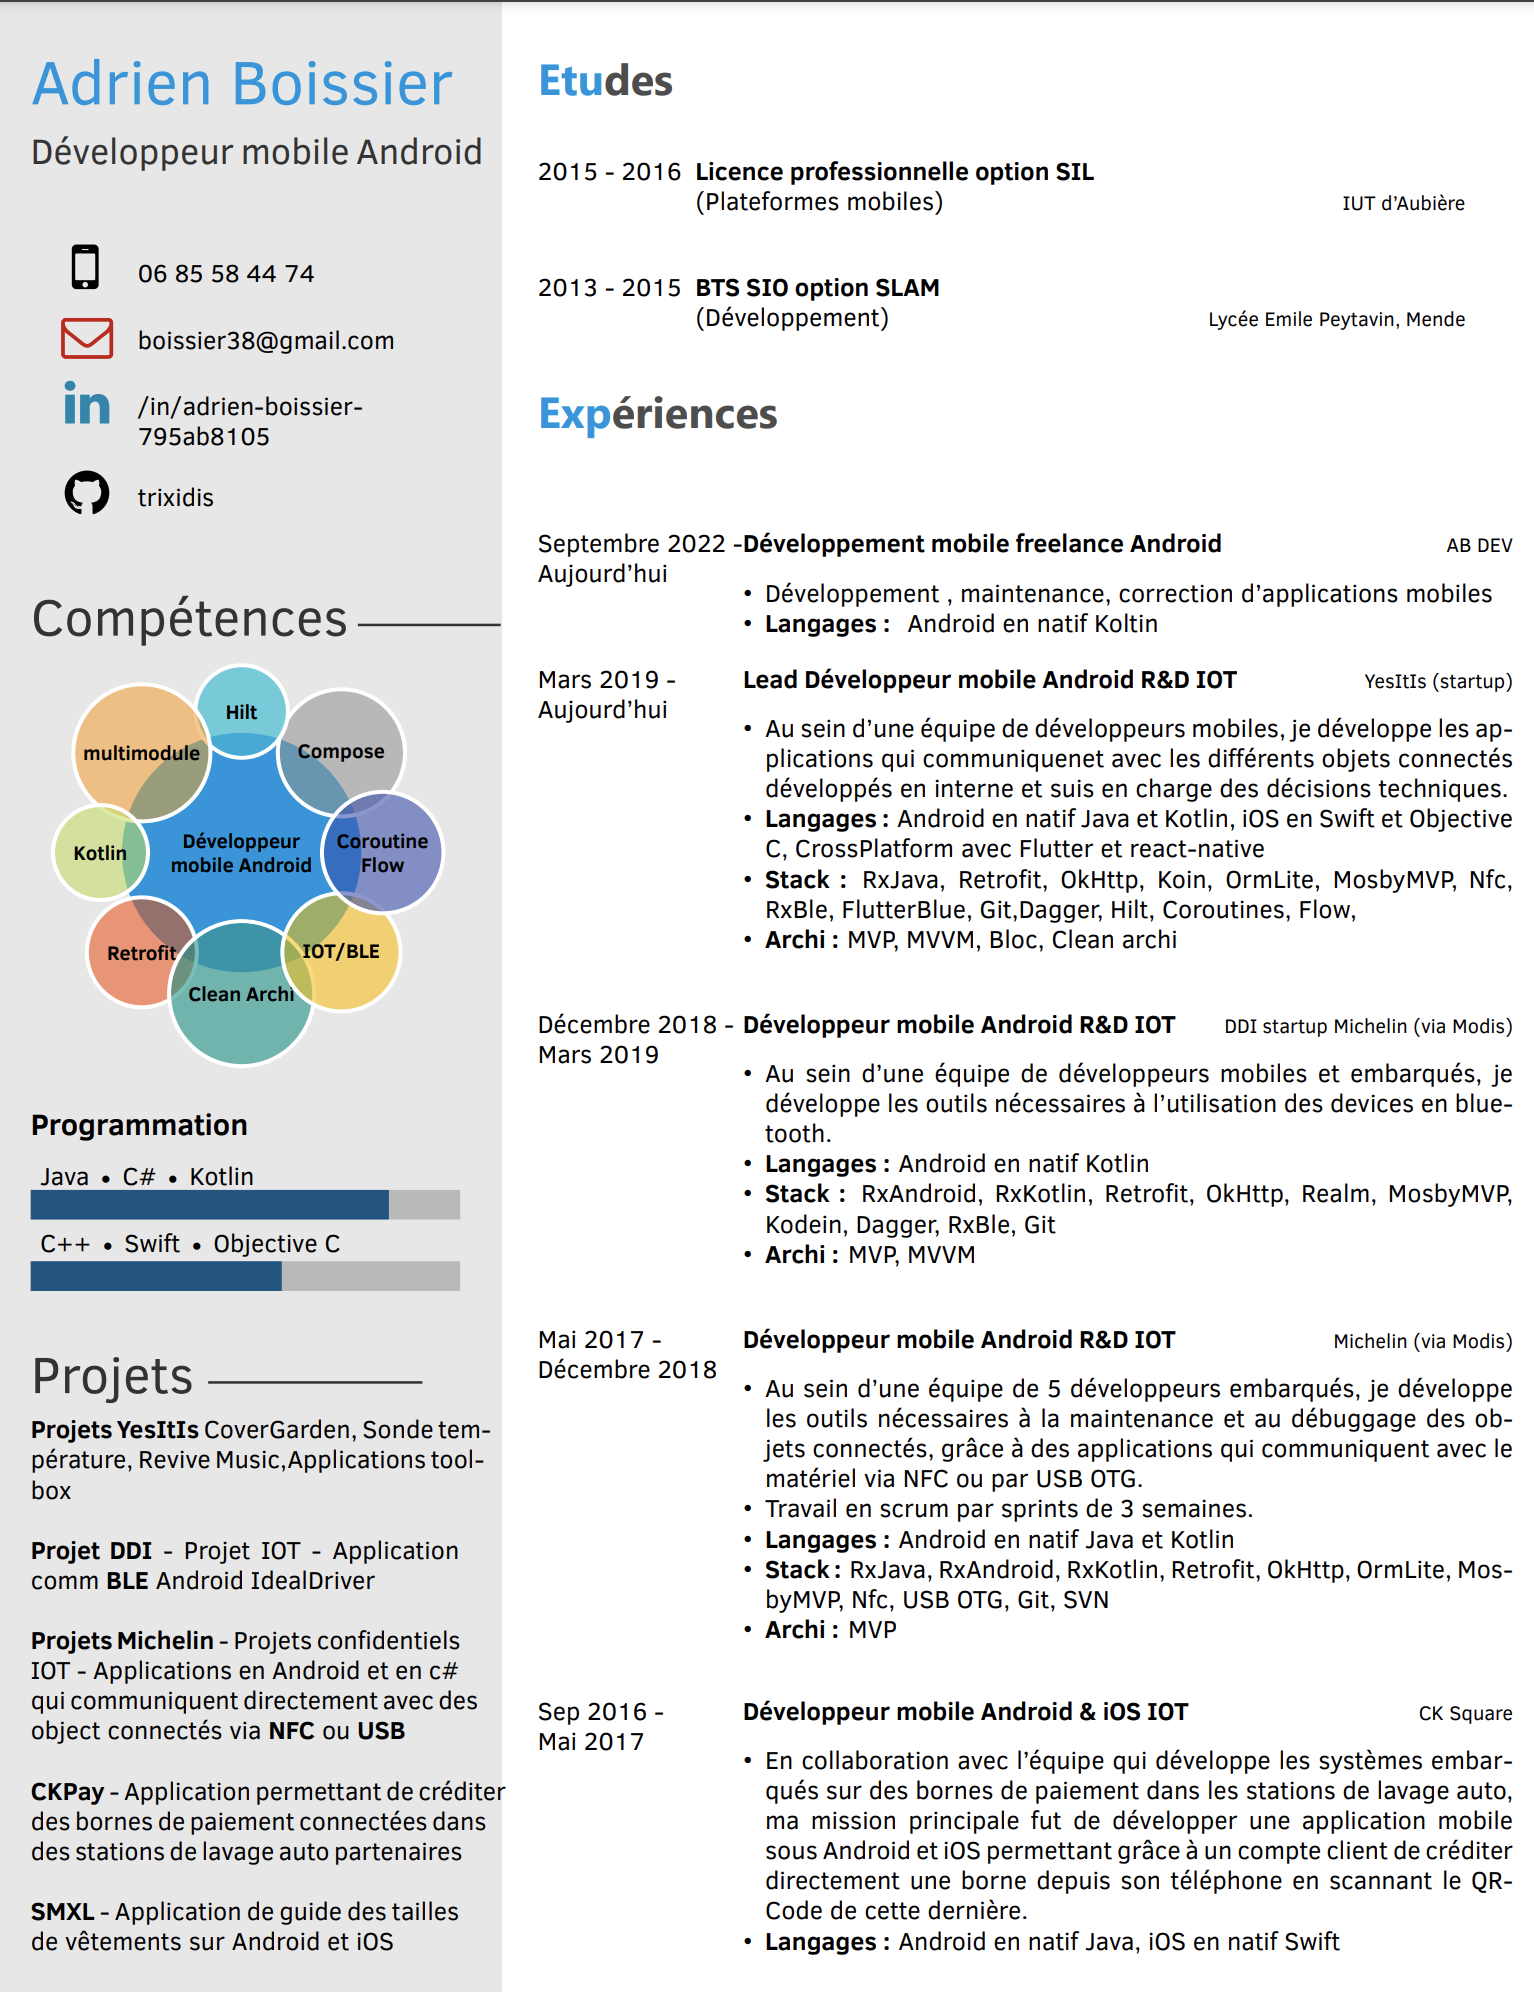 Adrien Boissier
Développeur mobile Android
06 85 58 44 74
boissier38@gmail.com
/in/adrien-boissier-
795ab8105
trixidis
Compétences
Hilt
multimodule
Compose
Développeur
mobile Android
Coroutine
Flow
Kotlin
Retrofit
IOT/BLE
Clean Archi
Programmation
Java • C# • Kotlin
C++ • Swift • Objective C
Projets
Projets YesItIs CoverGarden, Sonde tem-
pérature, Revive Music,Applications tool-
box
Projet DDI - Projet IOT - Application
comm BLE Android IdealDriver
Projets Michelin - Projets confidentiels
IOT - Applications en Android et en c#
qui communiquent directement avec des
object connectés via NFC ou USB
CKPay - Application permettant de créditer
des bornes de paiement connectées dans
des stations de lavage auto partenaires
SMXL - Application de guide des tailles
de vêtements sur Android et iOS
Etudes
2015 - 2016 Licence professionnelle option SIL
(Plateformes mobiles) IUT d'Aubière
2013 - 2015 BTS SIO option SLAM
(Développement) Lycée Emile Peytavin, Mende
Expériences
Septembre 2022 -Développement mobile freelance Android AB DEV
Aujourd'hui
• Développement , maintenance, correction d'applications mobiles
• Langages : Android en natif Koltin
Mars 2019 - Lead Développeur mobile Android R&D IOT YesItIs (startup)
Aujourd'hui
• Au sein d'une équipe de développeurs mobiles, je développe les ap-
plications qui communiquenet avec les différents objets connectés
développés en interne et suis en charge des décisions techniques.
• Langages : Android en natif Java et Kotlin, iOS en Swift et Objective
C, CrossPlatform avec Flutter et react-native
• Stack : RxJava, Retrofit, OkHttp, Koin, OrmLite, MosbyMVP, Nfc,
RxBle, FlutterBlue, Git,Dagger, Hilt, Coroutines, Flow,
• Archi : MVP, MVVM, Bloc, Clean archi
Décembre 2018 - Développeur mobile Android R&D IOT DDI startup Michelin (via Modis)
Mars 2019
• Au sein d'une équipe de développeurs mobiles et embarqués, je
développe les outils nécessaires à l'utilisation des devices en blue-
tooth.
• Langages : Android en natif Kotlin
• Stack : RxAndroid, RxKotlin, Retrofit, OkHttp, Realm, MosbyMVP,
Kodein, Dagger, RxBle, Git
• Archi : MVP, MVVM
Mai 2017 - Développeur mobile Android R&D IOT Michelin (via Modis)
Décembre 2018
• Au sein d'une équipe de 5 développeurs embarqués, je développe
les outils nécessaires à la maintenance et au débuggage des ob-
jets connectés, grâce à des applications qui communiquent avec le
matériel via NFC ou par USB OTG.
• Travail en scrum par sprints de 3 semaines.
• Langages : Android en natif Java et Kotlin
• Stack : RxJava, RxAndroid, RxKotlin, Retrofit, OkHttp, OrmLite, Mos-
byMVP, Nfc, USB OTG, Git, SVN
• Archi : MVP
Sep 2016 - Développeur mobile Android & iOS IOT CK Square
Mai 2017
• En collaboration avec l'équipe qui développe les systèmes embar-
qués sur des bornes de paiement dans les stations de lavage auto,
ma mission principale fut de développer une application mobile
sous Android et iOS permettant grâce à un compte client de créditer
directement une borne depuis son téléphone en scannant le QR-
Code de cette dernière.
• Langages : Android en natif Java, iOS en natif Swift